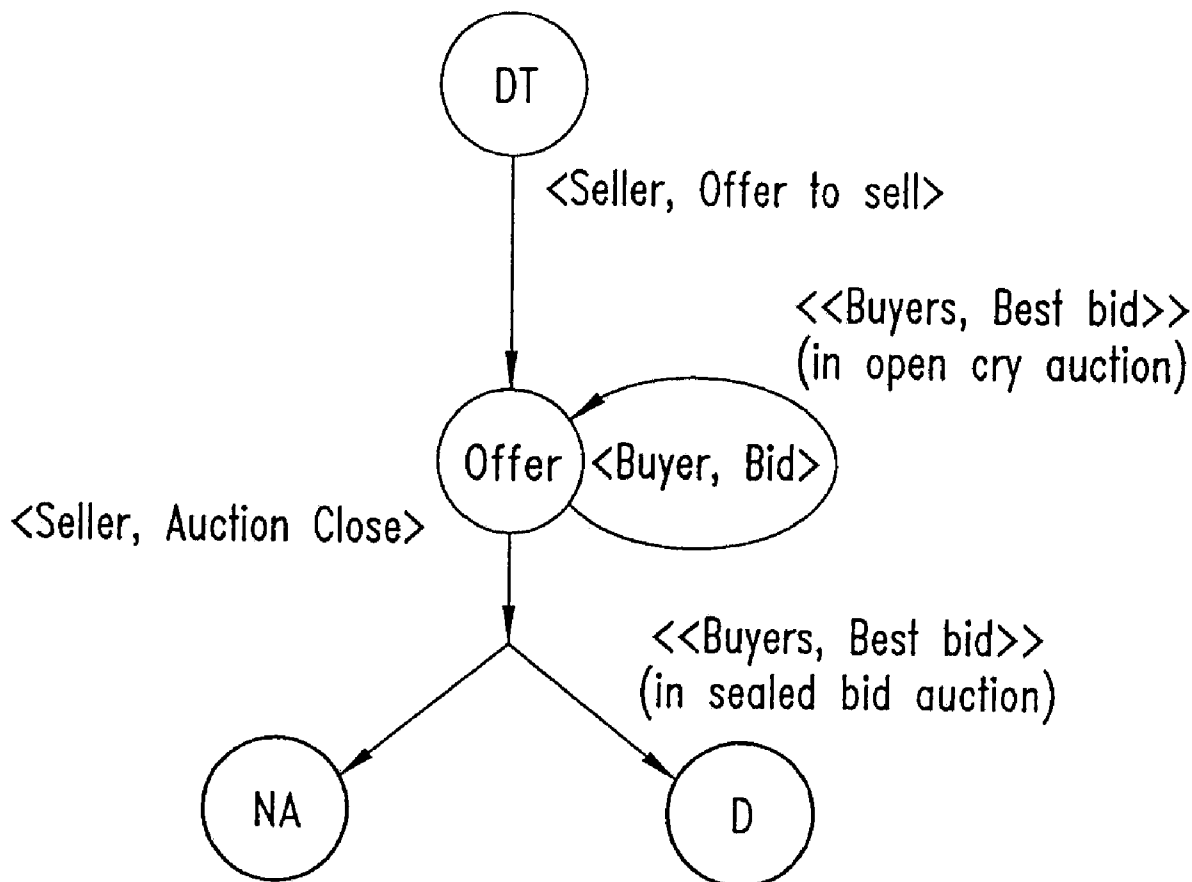 DT
<Seller, Offer to sell>
<<Buyers, Best bid>>
(in open cry auction)
Offer
<Buyer, Bid>
<Seller, Auction Close>
<<Buyers, Best bid>>
(in sealed bid auction)
NA
D